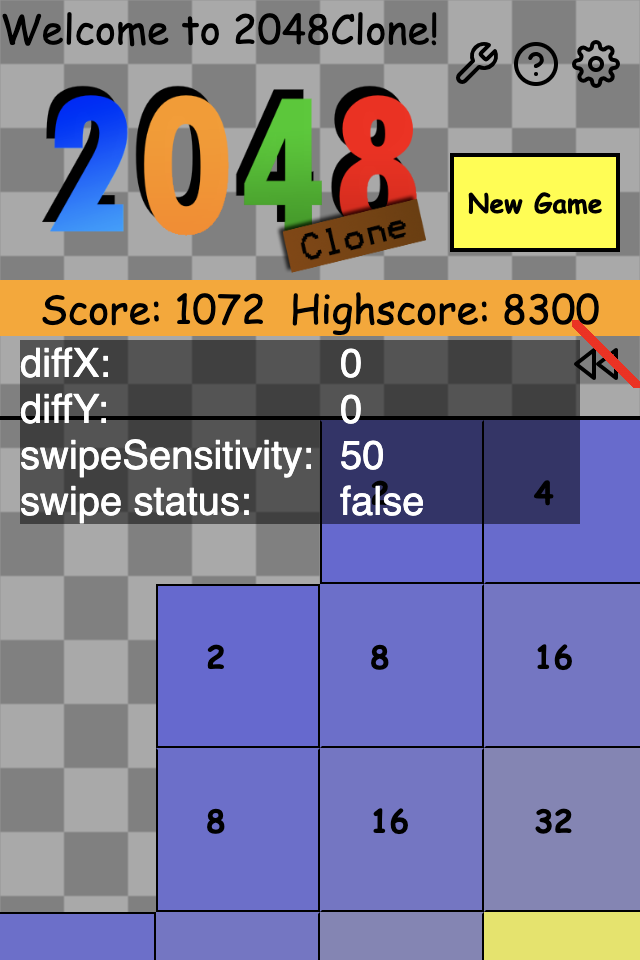 Welcome to 2048Clone!
2048
Clone
New Game
Score: 1072 Highscore: 8300
diffX: 0
diffY: 0
swipeSensitivity: 50
swipe status: false
4
2 8 16
8 16 32